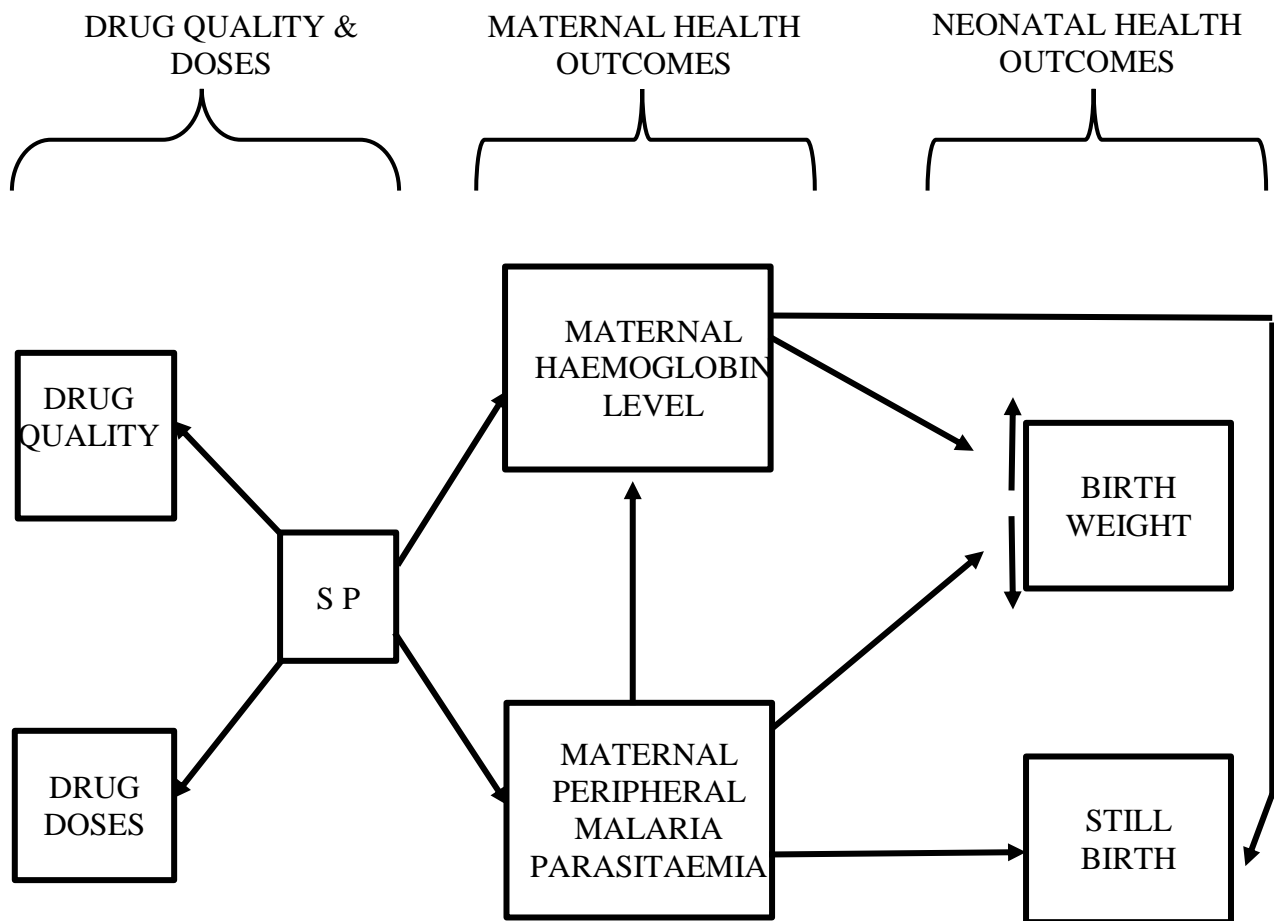 DRUG QUALITY &
DOSES
MATERNAL HEALTH
OUTCOMES
NEONATAL HEALTH
OUTCOMES
MATERNAL
HAEMOGLOBIN
LEVEL
DRUG
QUALITY
BIRTH
WEIGHT
S P
MATERNAL
PERIPHERAL
MALARIA
PARASITAEMIA
DRUG
DOSES
STILL
BIRTH